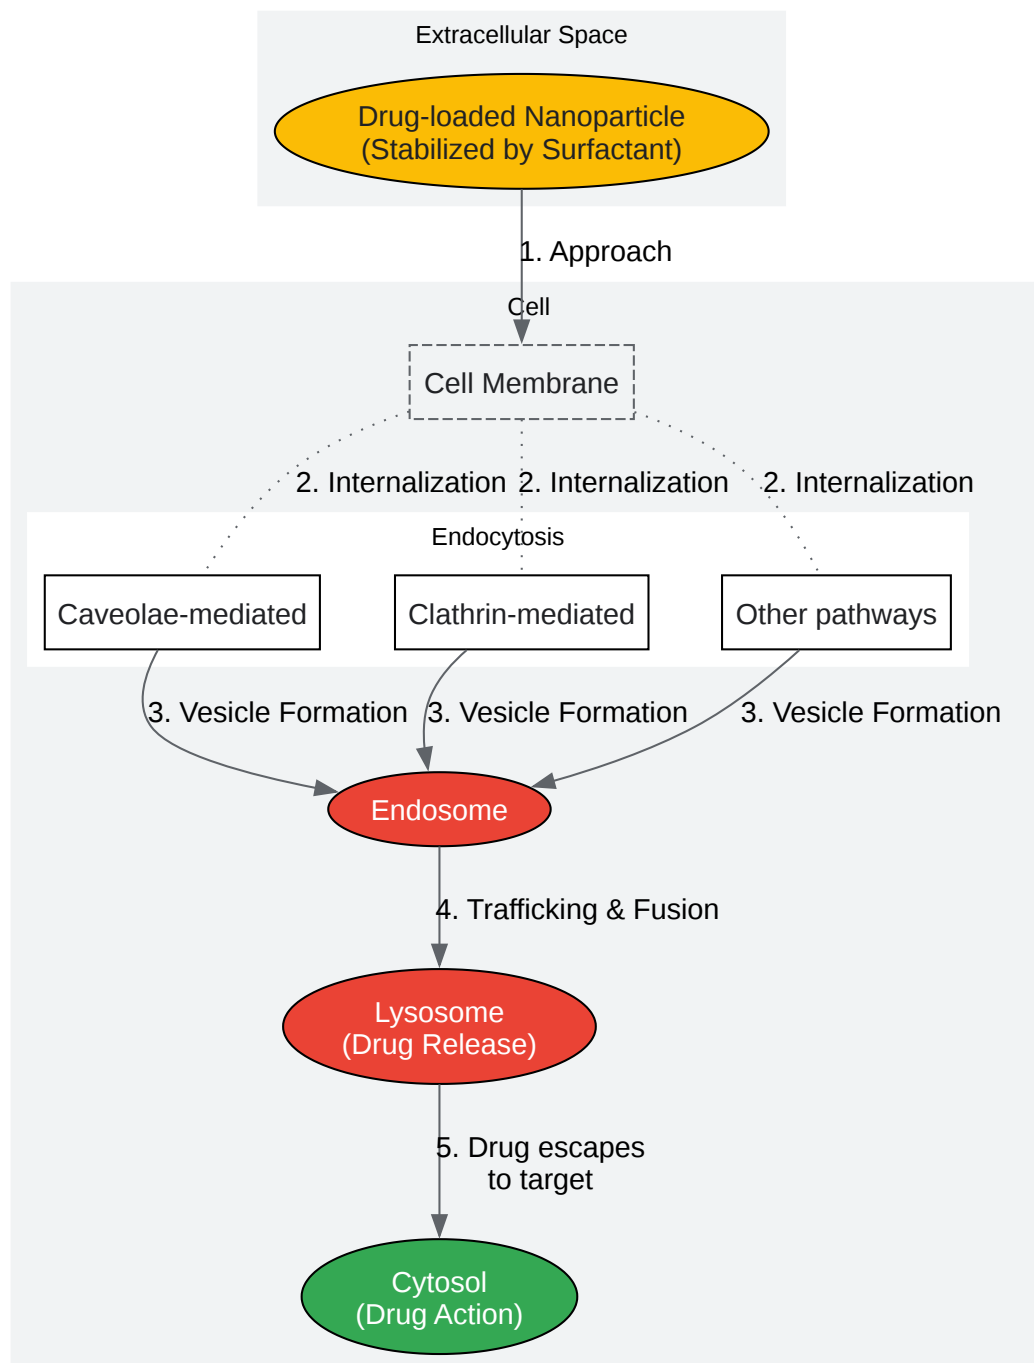 Extracellular Space
Drug-loaded Nanoparticle
(Stabilized by Surfactant)
1. Approach
Cell
Cell Membrane
2. Internalization
2. Internalization
2. Internalization
Endocytosis
Caveolae-mediated
Clathrin-mediated
Other pathways
3. Vesicle Formation
3. Vesicle Formation
3. Vesicle Formation
Endosome
4. Trafficking & Fusion
Lysosome
(Drug Release)
5. Drug escapes
to target
Cytosol
(Drug Action)